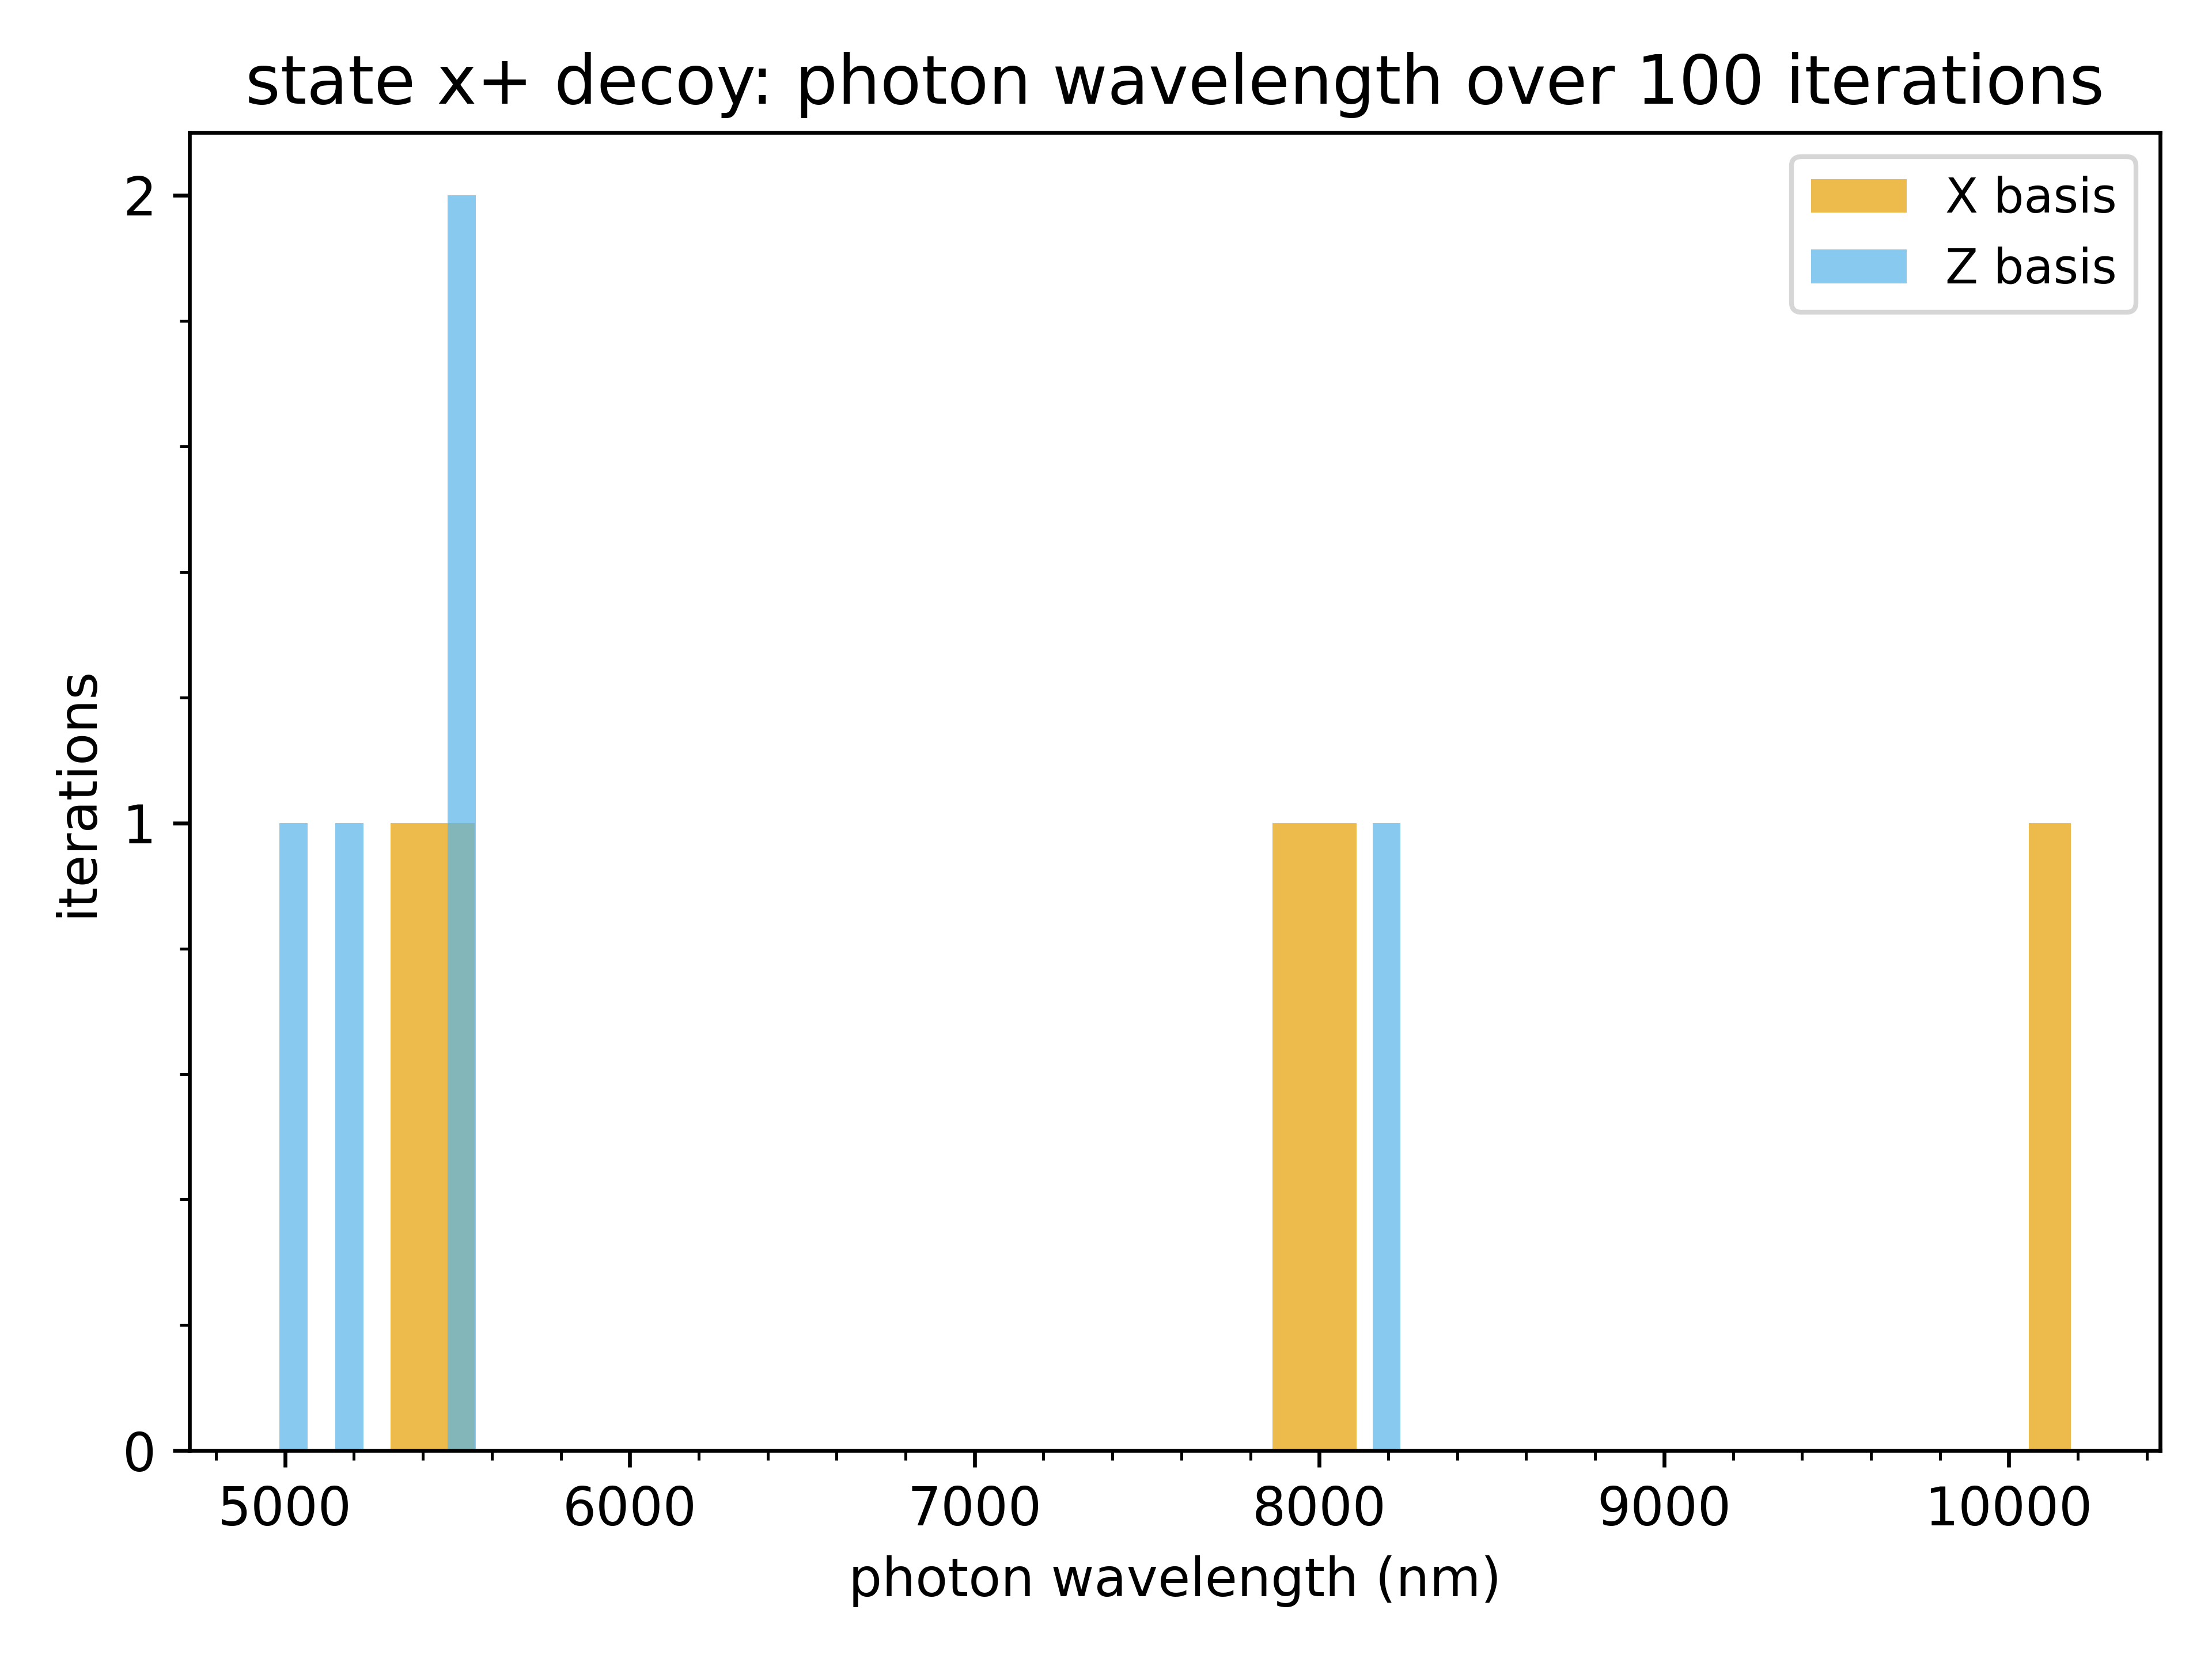 state x+ decoy: photon wavelength over 100 iterations
X basis
Z basis
2
1
0
iterations
5000 6000 7000 8000 9000 10000
photon wavelength (nm)